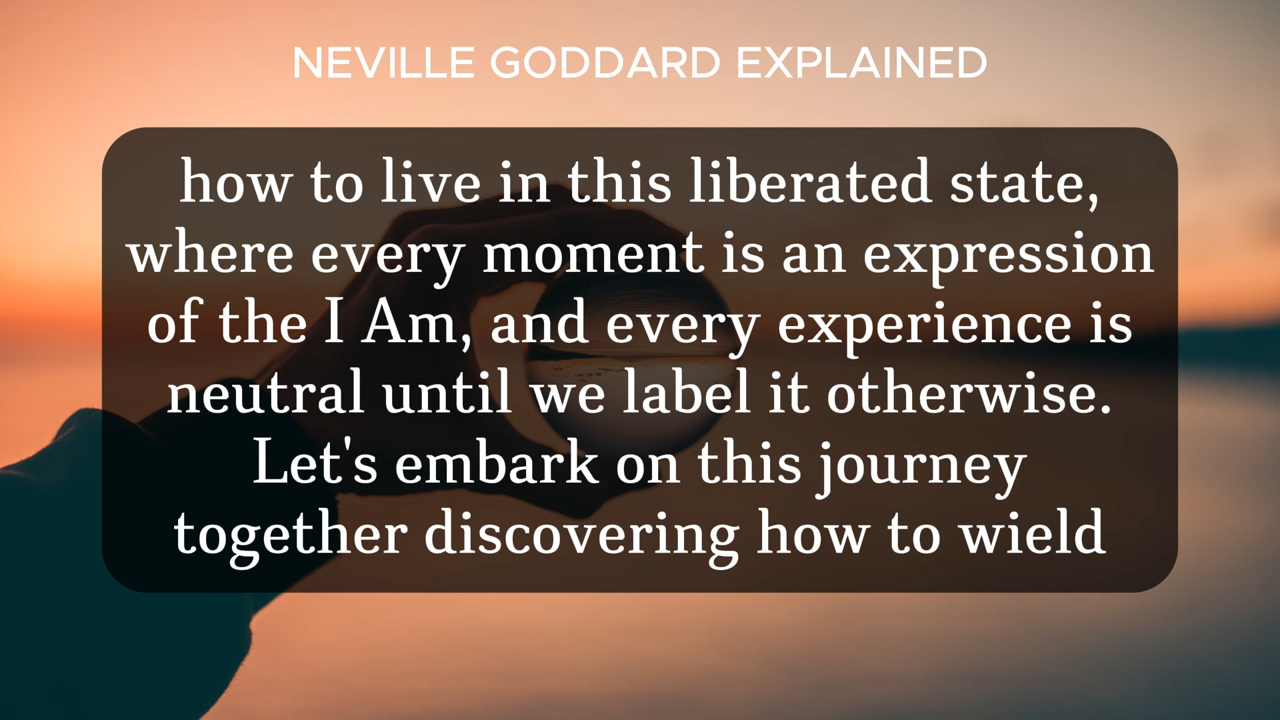 NEVILLE GODDARD EXPLAINED
how to live in this liberated state,
where every moment is an expression
of the I Am, and every experience is
neutral until we label it otherwise.
Let's embark on this journey
together discovering how to wield